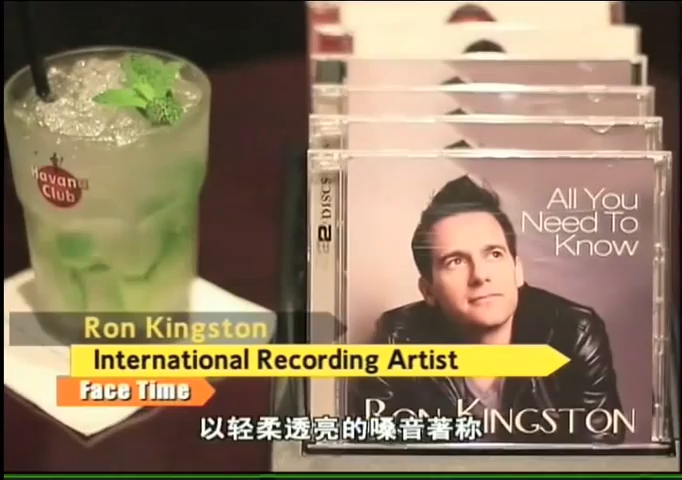 Havana
Club
2 DISCS
All You
Need To
Know
Ron Kingston
International Recording Artist
Face Time
RON KINGSTON
以轻柔透亮的嗓音著称